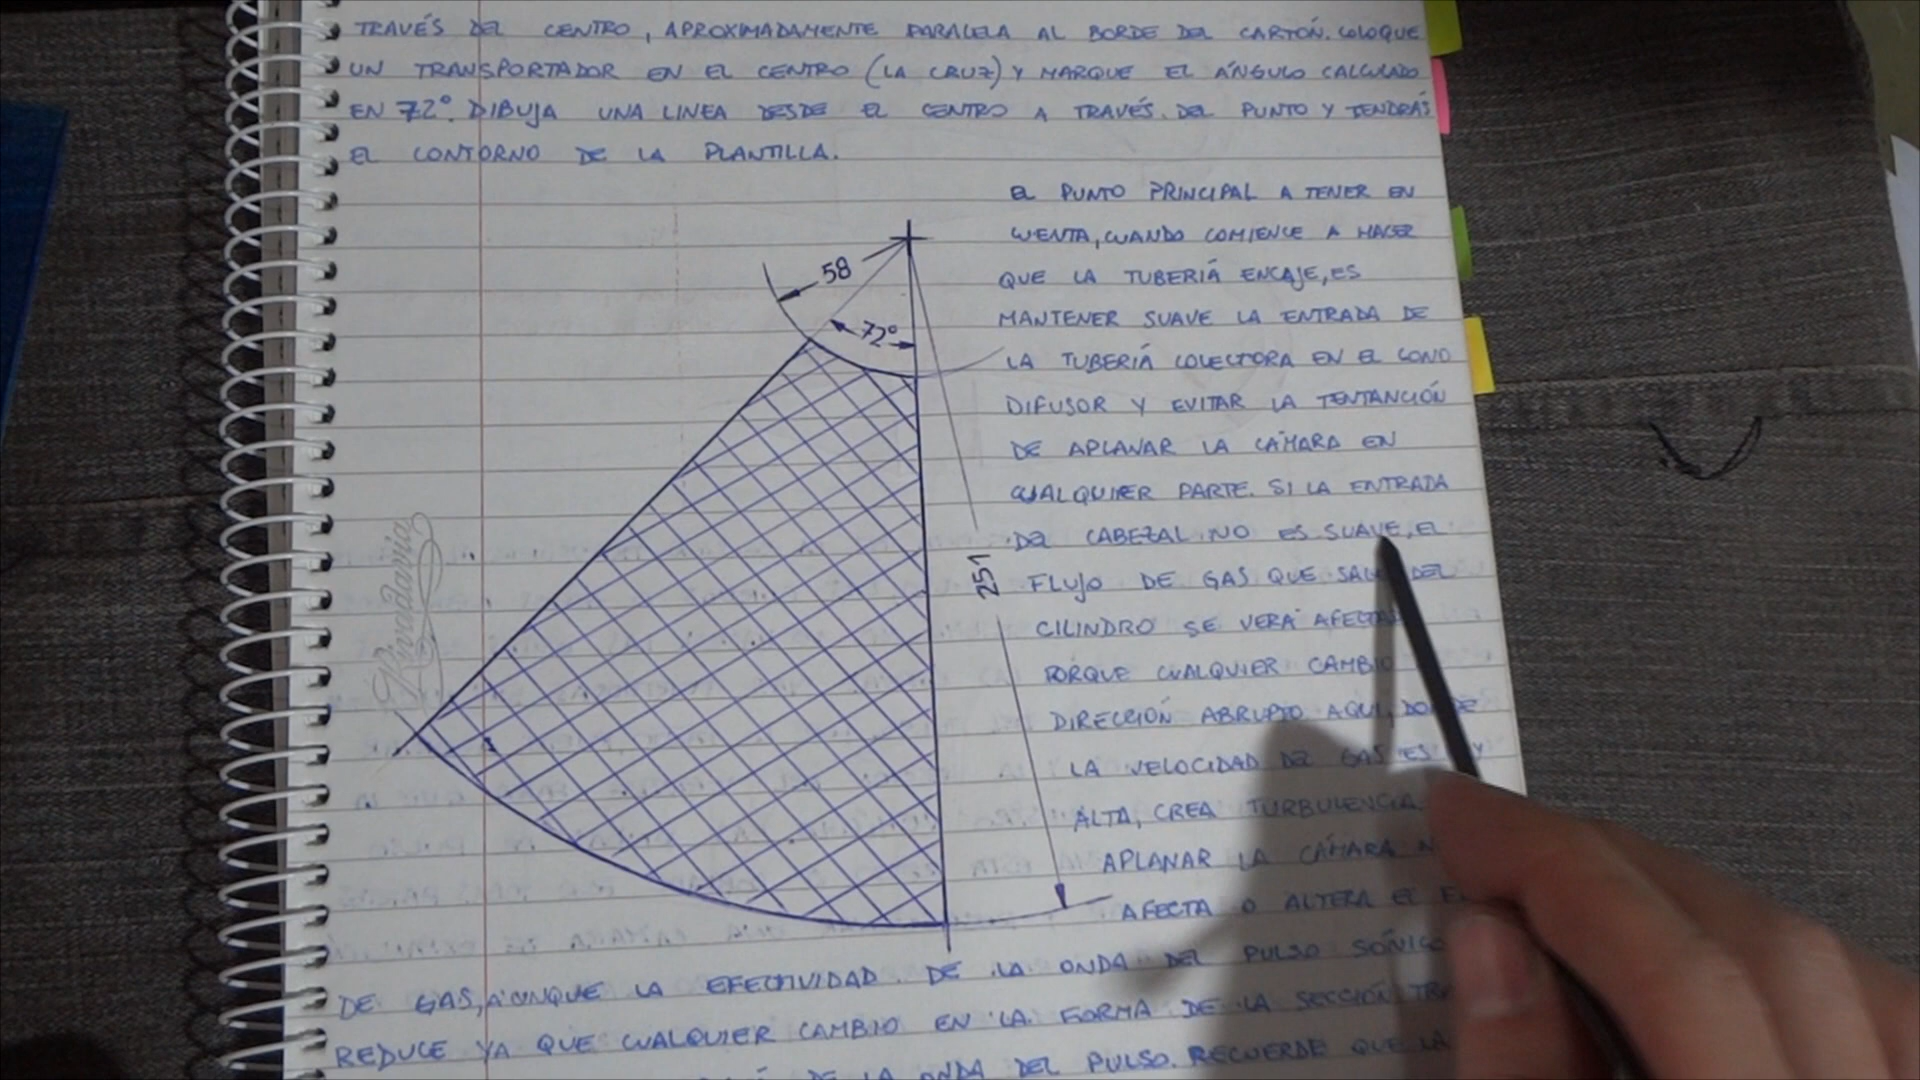 TRAVÉS DEL CENTRO, APROXIMADAMENTE PARALELA AL BORDE DEL CARTÓN. COLOQUE
UN TRANSPORTADOR EN EL CENTRO (LA CRUZ) Y MARQUE EL ÁNGULO CALCULADO
EN 72°. DIBUJA UNA LINEA DESDE EL CENTRO A TRAVÉS DEL PUNTO Y TENDRÁS
EL CONTORNO DE LA PLANTILLA.
EL PUNTO PRINCIPAL A TENER EN
CUENTA, CUANDO COMIENCE A HACER
QUE LA TUBERIÁ ENCAJE, ES
MANTENER SUAVE LA ENTRADA DE
LA TUBERIÁ COLECTORA EN EL CONO
DIFUSOR Y EVITAR LA TENTANCIÓN
DE APLANAR LA CÁMARA EN
CUALQUIER PARTE. SI LA ENTRADA
DEL CABEZAL NO ES SUAVE, EL
FLUJO DE GAS QUE DEL
CILINDRO SE VERÁ
PORQUE CUALQUIER CAMBIO
DIRECCIÓN ABRUPTO AQUI, DONDE
LA VELOCIDAD DE GAS ES
ALTA, CREA TURBULENCIA
APLANAR LA CÁMARA
AFECTA O ALTERA EL
DE GAS, AUNQUE LA EFECTIVIDAD DE LA ONDA DEL PULSO SÓNICO
REDUCE YA QUE CUALQUIER CAMBIO EN LA FORMA DE LA SECCIÓN
DE LA ONDA DEL PULSO. RECUERDE QUE LA
58
72°
251
Rivadavia